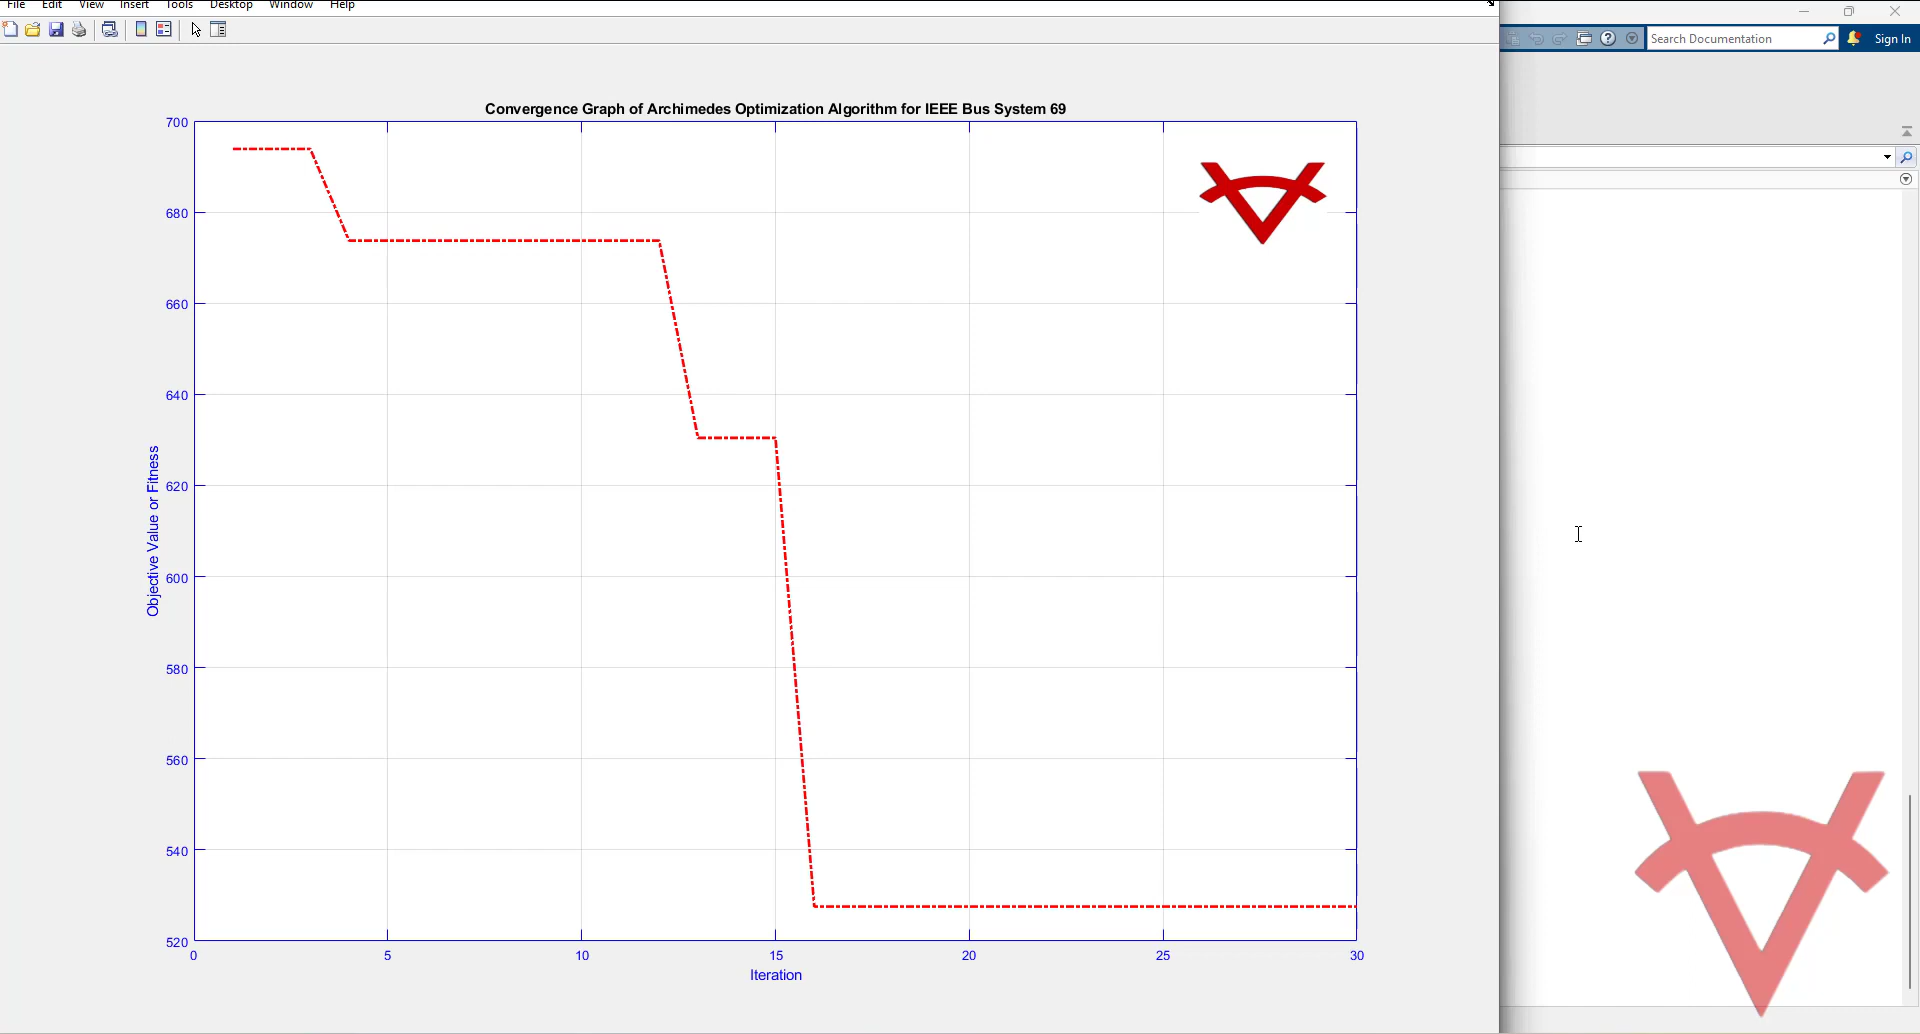 File Edit View Insert Tools Desktop Window Help
Search Documentation Sign In
Convergence Graph of Archimedes Optimization Algorithm for IEEE Bus System 69
700
680
660
640
620
600
580
560
540
520
Objective Value or Fitness
0 5 10 15 20 25 30
Iteration